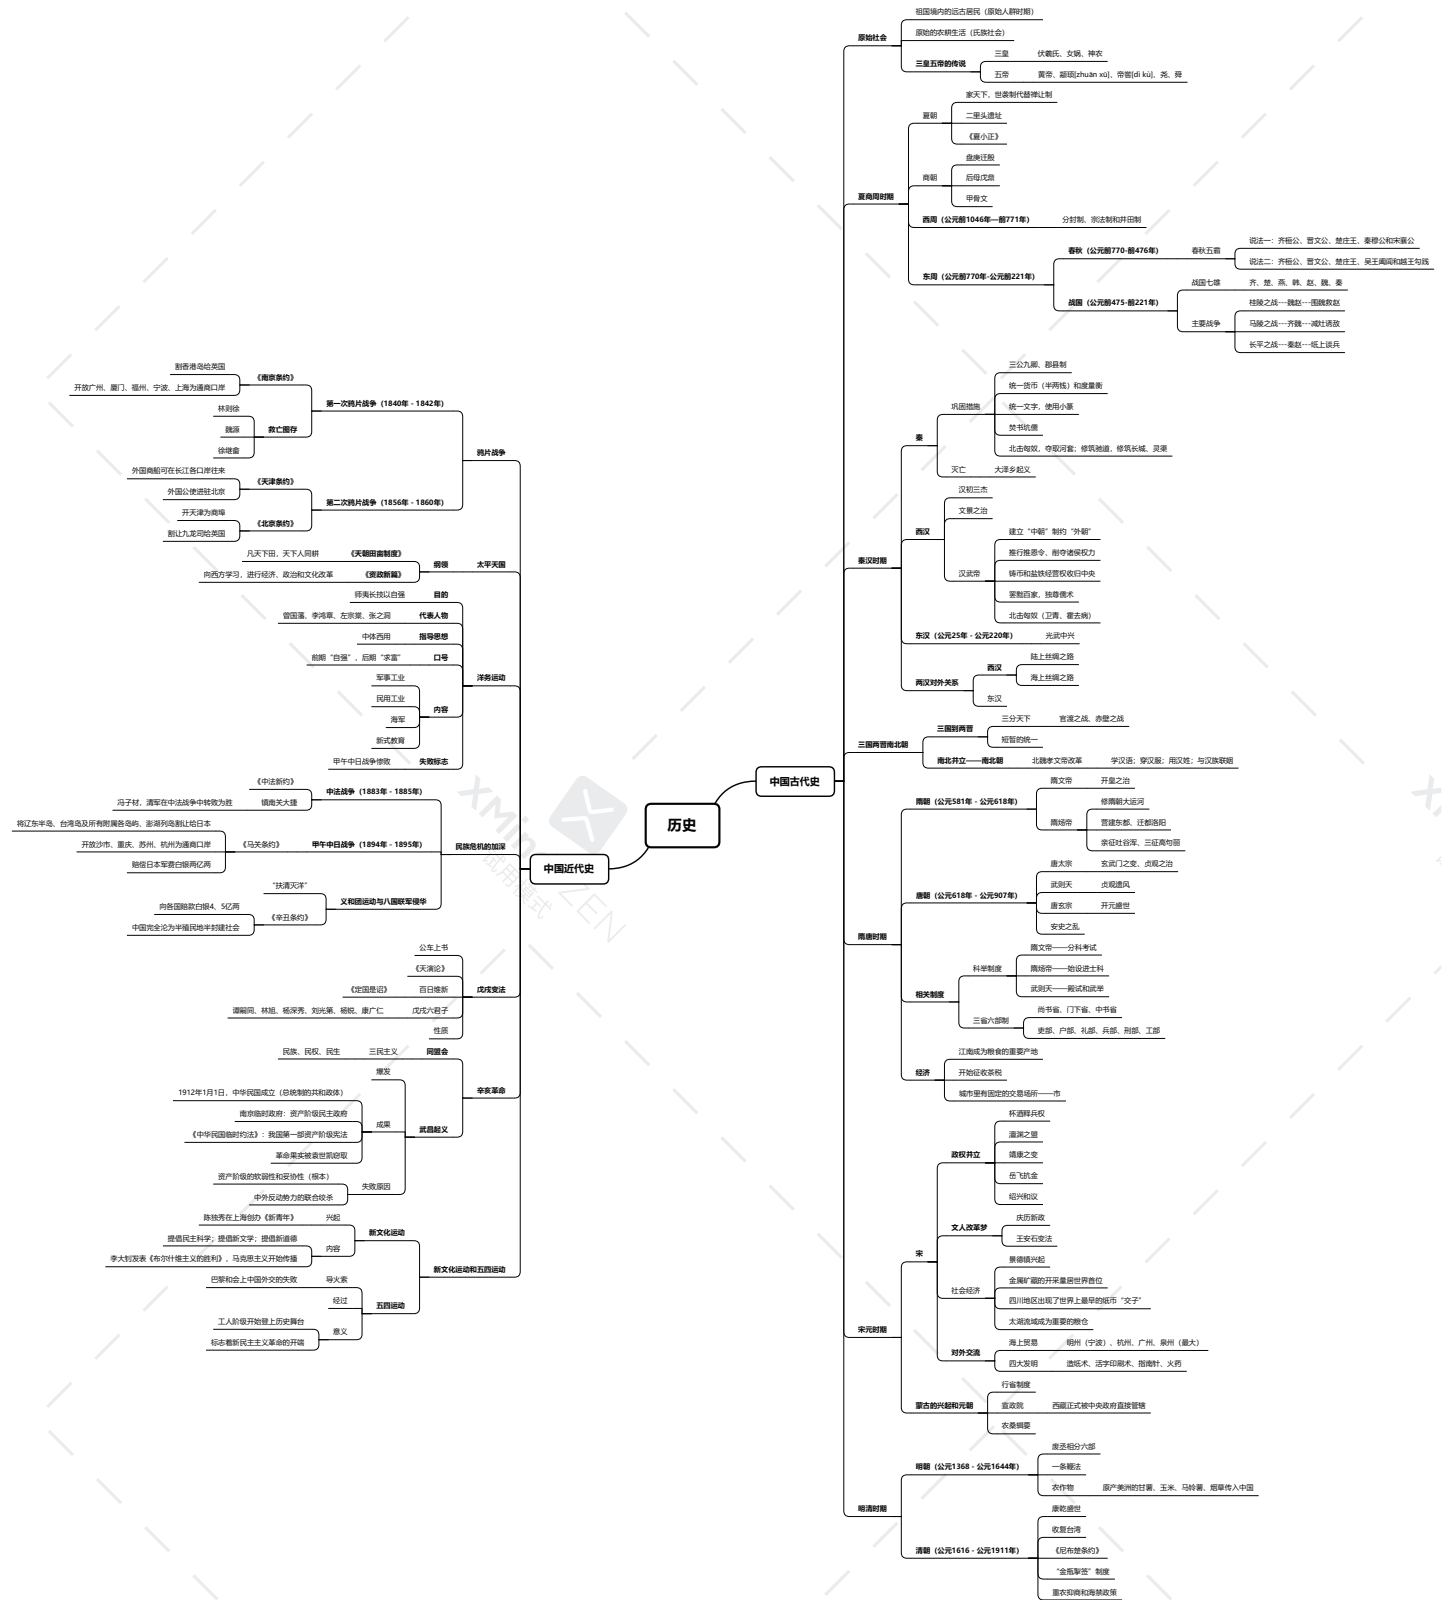 历史
中国古代史
原始社会
祖国境内的远古居民（原始人群时期）
原始的农耕生活（氏族社会）
三皇五帝的传说
三皇
伏羲氏、女娲、神农
五帝
黄帝、颛顼[zhuān xū]、帝喾[dì kù]、尧、舜
夏商周时期
夏朝
家天下，世袭制代替禅让制
二里头遗址
《夏小正》
商朝
盘庚迁殷
后母戊鼎
甲骨文
西周（公元前1046年—前771年）
分封制、宗法制和井田制
东周（公元前770年-公元前221年）
春秋（公元前770-前476年）
春秋五霸
说法一：齐桓公、晋文公、楚庄王、秦穆公和宋襄公
说法二：齐桓公、晋文公、楚庄王、吴王阖闾和越王勾践
战国（公元前475-前221年）
战国七雄
齐、楚、燕、韩、赵、魏、秦
主要战争
桂陵之战---魏赵---围魏救赵
马陵之战---齐魏---减灶诱敌
长平之战---秦赵---纸上谈兵
秦汉时期
秦
巩固措施
三公九卿、郡县制
统一货币（半两钱）和度量衡
统一文字，使用小篆
焚书坑儒
北击匈奴，夺取河套；修筑驰道，修筑长城、灵渠
灭亡
大泽乡起义
西汉
汉初三杰
文景之治
汉武帝
建立“中朝”制约“外朝”
推行推恩令、削夺诸侯权力
铸币和盐铁经营权收归中央
罢黜百家，独尊儒术
北击匈奴（卫青、霍去病）
东汉（公元25年 - 公元220年）
光武中兴
两汉对外关系
西汉
陆上丝绸之路
海上丝绸之路
东汉
三国两晋南北朝
三国到两晋
三分天下
官渡之战、赤壁之战
短暂的统一
南北并立——南北朝
北魏孝文帝改革
学汉语；穿汉服；用汉姓；与汉族联姻
隋唐时期
隋朝（公元581年 - 公元618年）
隋文帝
开皇之治
隋炀帝
修隋朝大运河
营建东都、迁都洛阳
亲征吐谷浑、三征高句丽
唐朝（公元618年 - 公元907年）
唐太宗
玄武门之变、贞观之治
武则天
贞观遗风
唐玄宗
开元盛世
安史之乱
相关制度
科举制度
隋文帝——分科考试
隋炀帝——始设进士科
武则天——殿试和武举
三省六部制
尚书省、门下省、中书省
吏部、户部、礼部、兵部、刑部、工部
经济
江南成为粮食的重要产地
开始征收茶税
城市里有固定的交易场所——市
宋元时期
宋
政权并立
杯酒释兵权
澶渊之盟
靖康之变
岳飞抗金
绍兴和议
文人改革梦
庆历新政
王安石变法
社会经济
景德镇兴起
金属矿藏的开采量居世界首位
四川地区出现了世界上最早的纸币“交子”
太湖流域成为重要的粮仓
对外交流
海上贸易
明州（宁波）、杭州、广州、泉州（最大）
四大发明
造纸术、活字印刷术、指南针、火药
蒙古的兴起和元朝
行省制度
宣政院
西藏正式被中央政府直接管辖
农桑辑要
明清时期
明朝（公元1368 - 公元1644年）
废丞相分六部
一条鞭法
农作物
原产美洲的甘薯、玉米、马铃薯、烟草传入中国
清朝（公元1616 - 公元1911年）
康乾盛世
收复台湾
《尼布楚条约》
“金瓶掣签”制度
重农抑商和海禁政策
中国近代史
鸦片战争
第一次鸦片战争（1840年 - 1842年）
《南京条约》
割香港岛给英国
开放广州、厦门、福州、宁波、上海为通商口岸
救亡图存
林则徐
魏源
徐继畬
第二次鸦片战争（1856年 - 1860年）
《天津条约》
外国商船可在长江各口岸往来
外国公使进驻北京
《北京条约》
开天津为商埠
割让九龙司给英国
太平天国
纲领
《天朝田亩制度》
凡天下田，天下人同耕
《资政新篇》
向西方学习，进行经济、政治和文化改革
洋务运动
目的
师夷长技以自强
代表人物
曾国藩、李鸿章、左宗棠、张之洞
指导思想
中体西用
口号
前期“自强”，后期“求富”
内容
军事工业
民用工业
海军
新式教育
失败标志
甲午中日战争惨败
民族危机的加深
中法战争（1883年 - 1885年）
《中法新约》
镇南关大捷
冯子材，清军在中法战争中转败为胜
甲午中日战争（1894年 - 1895年）
《马关条约》
将辽东半岛、台湾岛及所有附属各岛屿、澎湖列岛割让给日本
开放沙市、重庆、苏州、杭州为通商口岸
赔偿日本军费白银两亿两
义和团运动与八国联军侵华
“扶清灭洋”
《辛丑条约》
向各国赔款白银4、5亿两
中国完全沦为半殖民地半封建社会
戊戌变法
公车上书
《天演论》
百日维新
《定国是诏》
戊戌六君子
谭嗣同、林旭、杨深秀、刘光第、杨锐、康广仁
性质
辛亥革命
同盟会
三民主义
民族、民权、民生
武昌起义
爆发
成果
1912年1月1日，中华民国成立（总统制的共和政体）
南京临时政府：资产阶级民主政府
《中华民国临时约法》：我国第一部资产阶级宪法
革命果实被袁世凯窃取
失败原因
资产阶级的软弱性和妥协性（根本）
中外反动势力的联合绞杀
新文化运动和五四运动
新文化运动
兴起
陈独秀在上海创办《新青年》
内容
提倡民主科学；提倡新文学；提倡新道德
李大钊发表《布尔什维主义的胜利》，马克思主义开始传播
五四运动
导火索
巴黎和会上中国外交的失败
经过
意义
工人阶级开始登上历史舞台
标志着新民主主义革命的开端
XMind
ZEN
试用模式